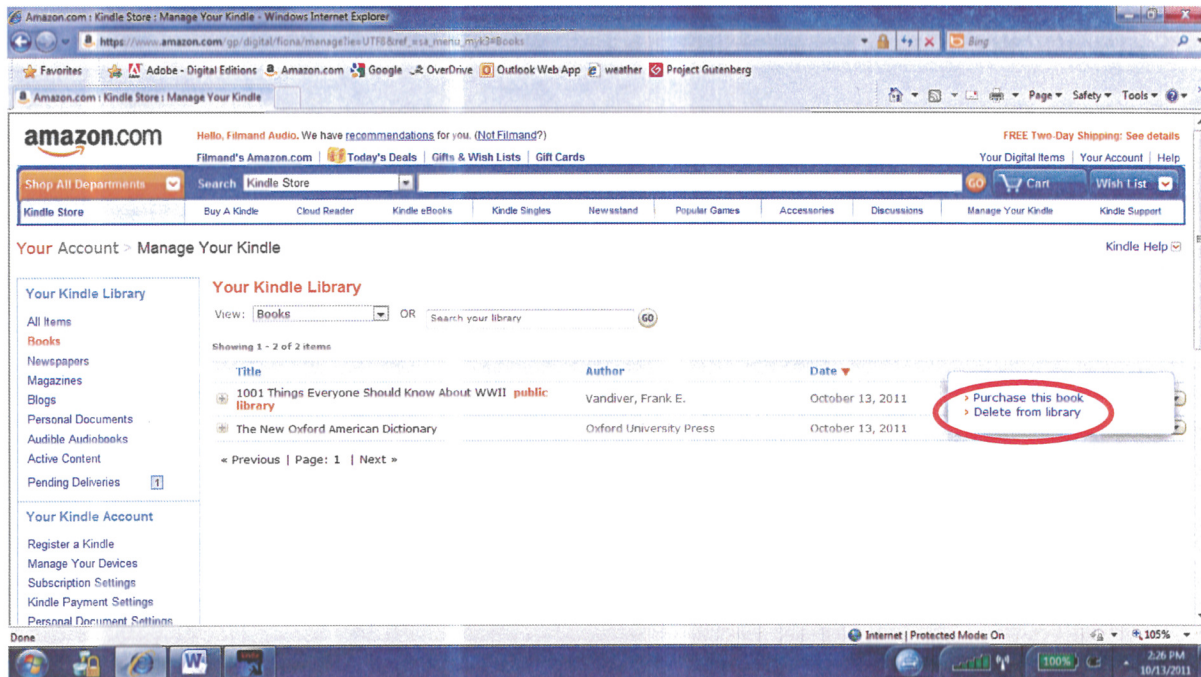 Amazon.com : Kindle Store : Manage Your Kindle - Windows Internet Explorer
https://www.amazon.com/gp/digital/fiona/manage?ie=UTF8&ref_=sa_menu_myk3#Books
Bing
Favorites Adobe - Digital Editions Amazon.com Google OverDrive Outlook Web App weather Project Gutenberg
Amazon.com : Kindle Store : Manage Your Kindle
Page Safety Tools
amazon.com
Hello, Filmand Audio. We have recommendations for you. (Not Filmand?)
FREE Two-Day Shipping: See details
Filmand's Amazon.com | Today's Deals | Gifts & Wish Lists | Gift Cards
Your Digital Items | Your Account | Help
Shop All Departments Search Kindle Store GO Cart Wish List
Kindle Store Buy A Kindle Cloud Reader Kindle eBooks Kindle Singles Newsstand Popular Games Accessories Discussions Manage Your Kindle Kindle Support
Your Account > Manage Your Kindle
Kindle Help
Your Kindle Library
All Items
Books
Newspapers
Magazines
Blogs
Personal Documents
Audible Audiobooks
Active Content
Pending Deliveries 1
Your Kindle Account
Register a Kindle
Manage Your Devices
Subscription Settings
Kindle Payment Settings
Personal Document Settings
Your Kindle Library
View: Books OR Search your library GO
Showing 1 - 2 of 2 items
Title Author Date
1001 Things Everyone Should Know About WWII public
library
Vandiver, Frank E. October 13, 2011
› Purchase this book
› Delete from library
The New Oxford American Dictionary Oxford University Press October 13, 2011
« Previous | Page: 1 | Next »
Done
Internet | Protected Mode: On
105%
W
100%
2:26 PM
10/13/2011